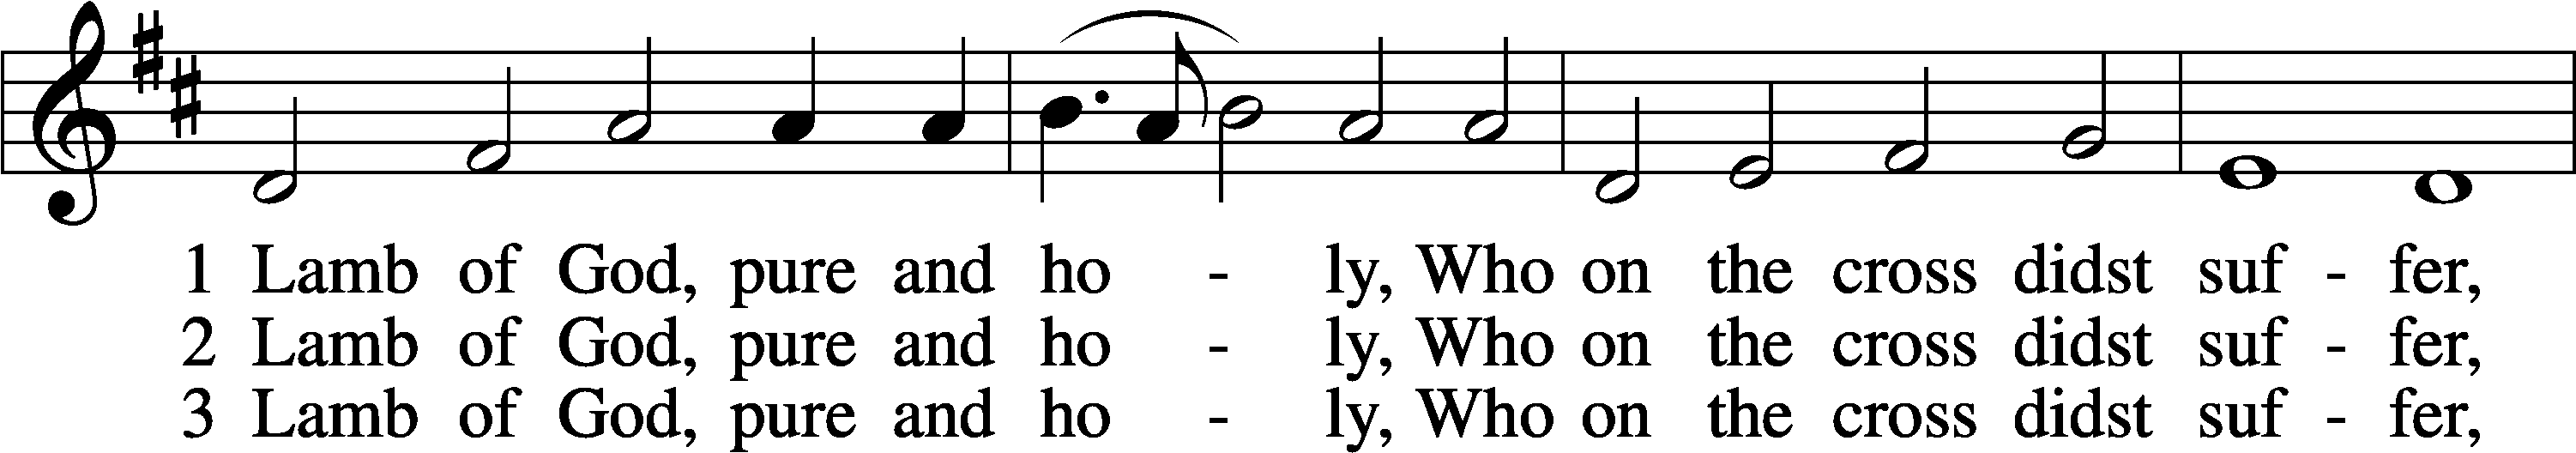 1 Lamb of God, pure and ho - ly, Who on the cross didst suf - fer,
2 Lamb of God, pure and ho - ly, Who on the cross didst suf - fer,
3 Lamb of God, pure and ho - ly, Who on the cross didst suf - fer,